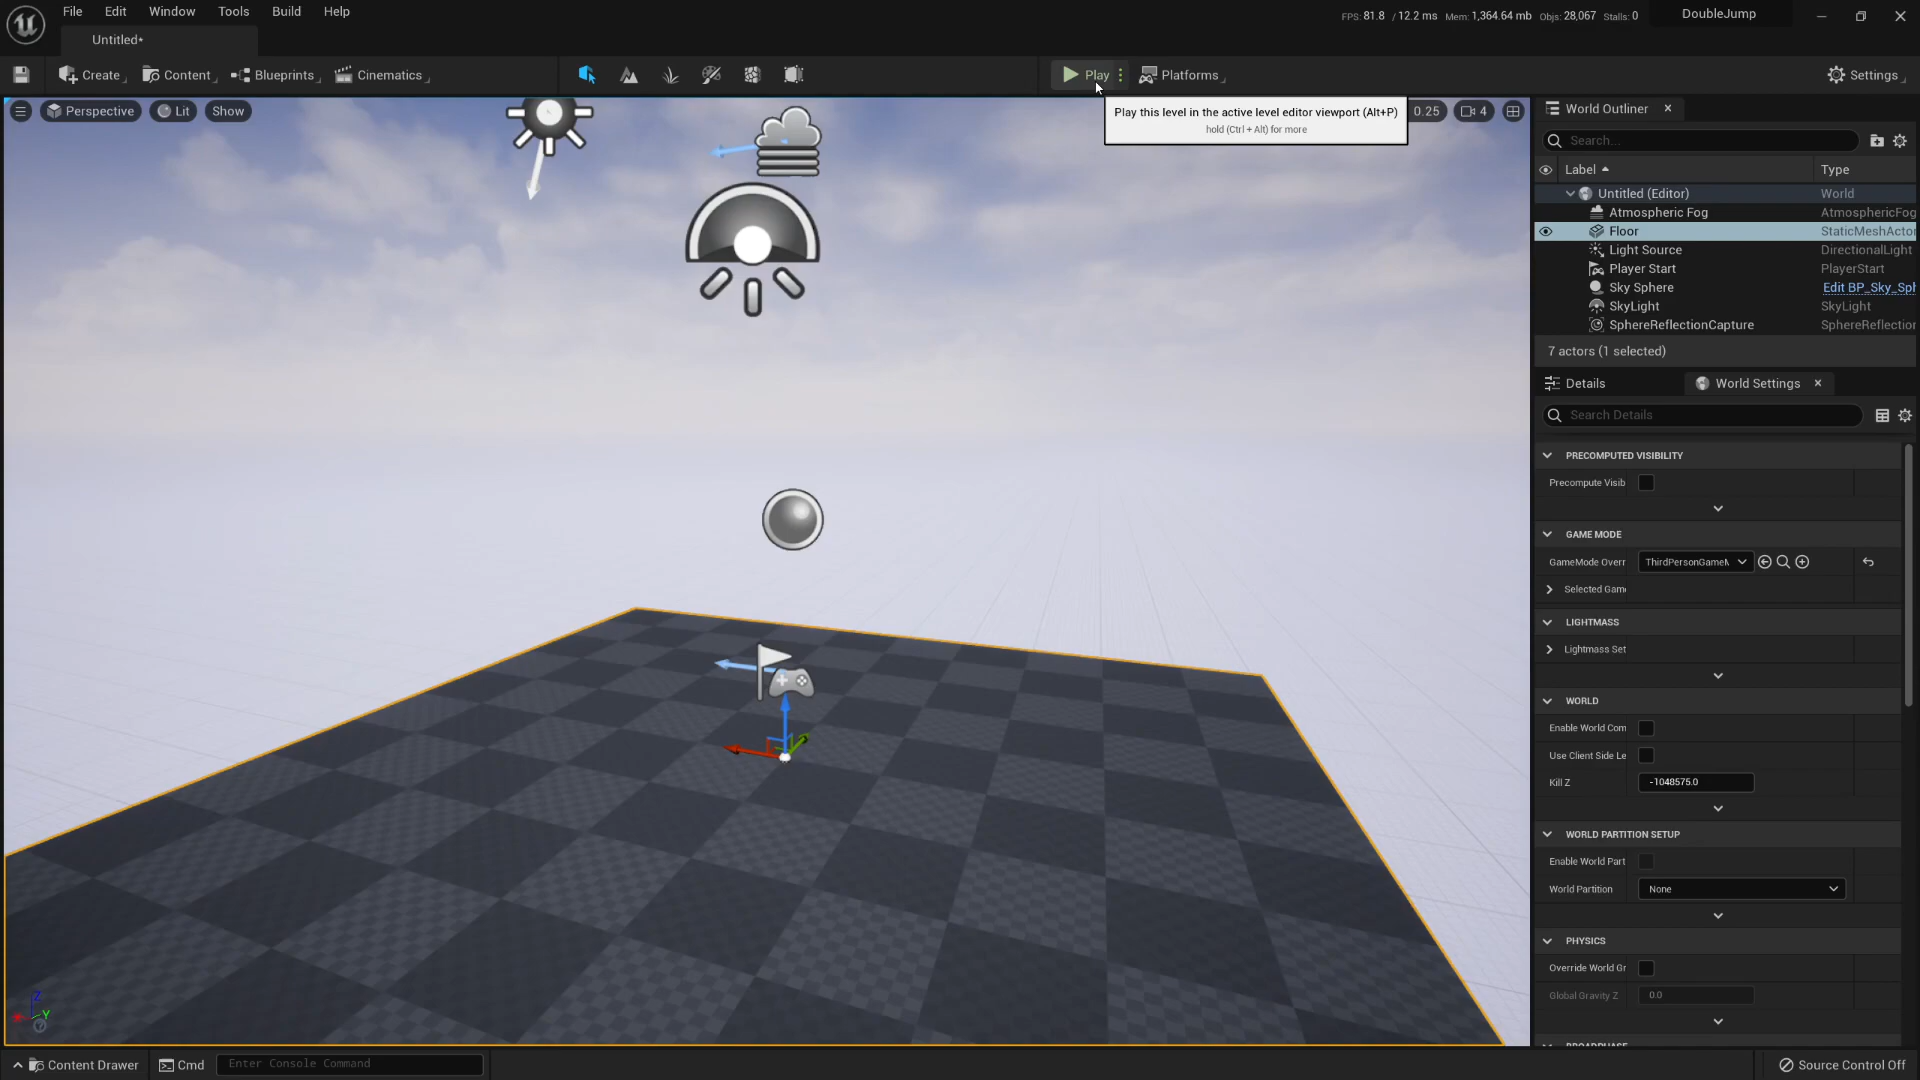 File Edit Window Tools Build Help
FPS: 81.8 / 12.2 ms Mem: 1,364.64 mb Objs: 28,067 Stalls: 0
DoubleJump
Untitled*
Create Content Blueprints Cinematics
Play Platforms
Settings
Perspective Lit Show
Play this level in the active level editor viewport (Alt+P)
hold (Ctrl + Alt) for more
0.25 4
World Outliner
Search...
Label Type
Untitled (Editor) World
Atmospheric Fog AtmosphericFog
Floor StaticMeshActor
Light Source DirectionalLight
Player Start PlayerStart
Sky Sphere Edit BP_Sky_Sph
SkyLight SkyLight
SphereReflectionCapture SphereReflection
7 actors (1 selected)
Details World Settings
Search Details
PRECOMPUTED VISIBILITY
Precompute Visib
GAME MODE
GameMode Overr ThirdPersonGameM
Selected Game
LIGHTMASS
Lightmass Set
WORLD
Enable World Com
Use Client Side Le
Kill Z -1048575.0
WORLD PARTITION SETUP
Enable World Part
World Partition None
PHYSICS
Override World Gr
Global Gravity Z 0.0
BROADPHASE
Z
Y
Content Drawer Cmd Enter Console Command
Source Control Off